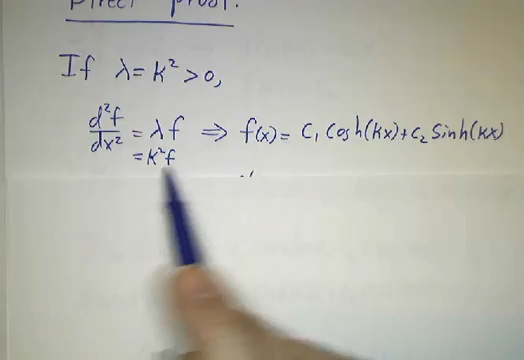 Direct proof.
If λ = k² > 0,
d²f/dx² = λf ⇒ f(x) = C₁ Cosh(kx) + C₂ Sinh(kx)
= k²f